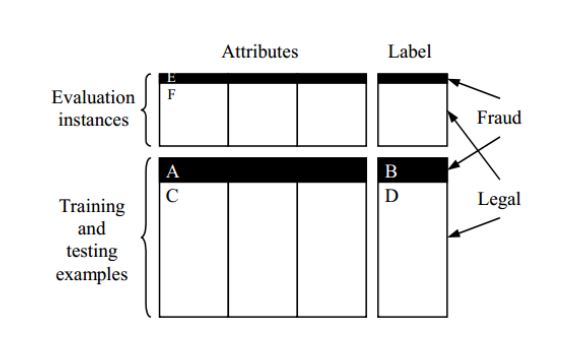 Attributes Label
E
Evaluation
instances
F
Fraud
A B
C D
Training
and
testing
examples
Legal